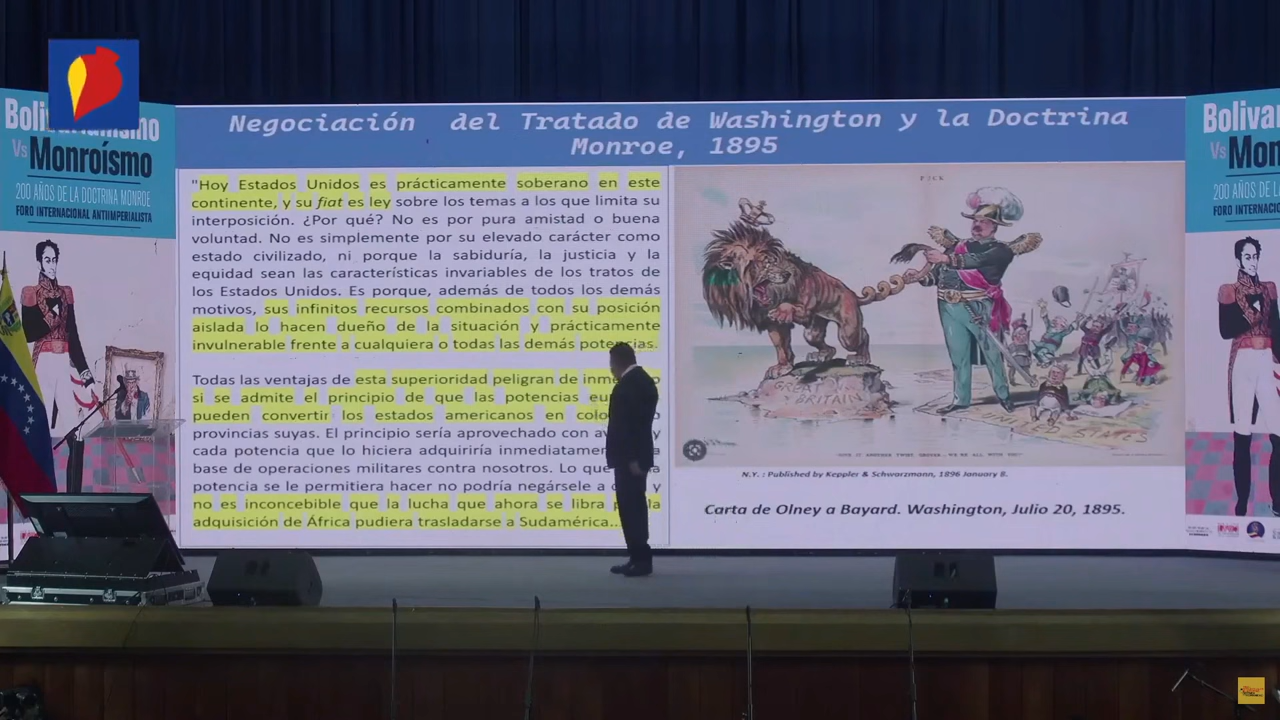 Bolivarianismo
Vs Monroísmo
200 AÑOS DE LA DOCTRINA MONROE
FORO INTERNACIONAL ANTIIMPERIALISTA
Negociación del Tratado de Washington y la Doctrina
Monroe, 1895
"Hoy Estados Unidos es prácticamente soberano en este
continente, y su fiat es ley sobre los temas a los que limita su
interposición. ¿Por qué? No es por pura amistad o buena
voluntad. No es simplemente por su elevado carácter como
estado civilizado, ni porque la sabiduría, la justicia y la
equidad sean las características invariables de los tratos de
los Estados Unidos. Es porque, además de todos los demás
motivos, sus infinitos recursos combinados con su posición
aislada lo hacen dueño de la situación y prácticamente
invulnerable frente a cualquiera o todas las demás potencias.
Todas las ventajas de esta superioridad peligran de
si se admite el principio de que las potencias
pueden convertir los estados americanos en
provincias suyas. El principio sería aprovechado con y
cada potencia que lo hiciera adquiriría
base de operaciones militares contra nosotros. Lo
potencia se le permitiera hacer no podría negársele a y
no es inconcebible que la lucha que ahora se libra
adquisición de África pudiera trasladarse a Sudamérica...
PUCK
GREAT
BRITAIN
UNITED STATES
N.Y. : Published by Keppler & Schwarzmann, 1896 January 8.
Carta de Olney a Bayard. Washington, Julio 20, 1895.
Bolivar
Vs Mon
200 AÑOS DE
FORO INTERNACIO